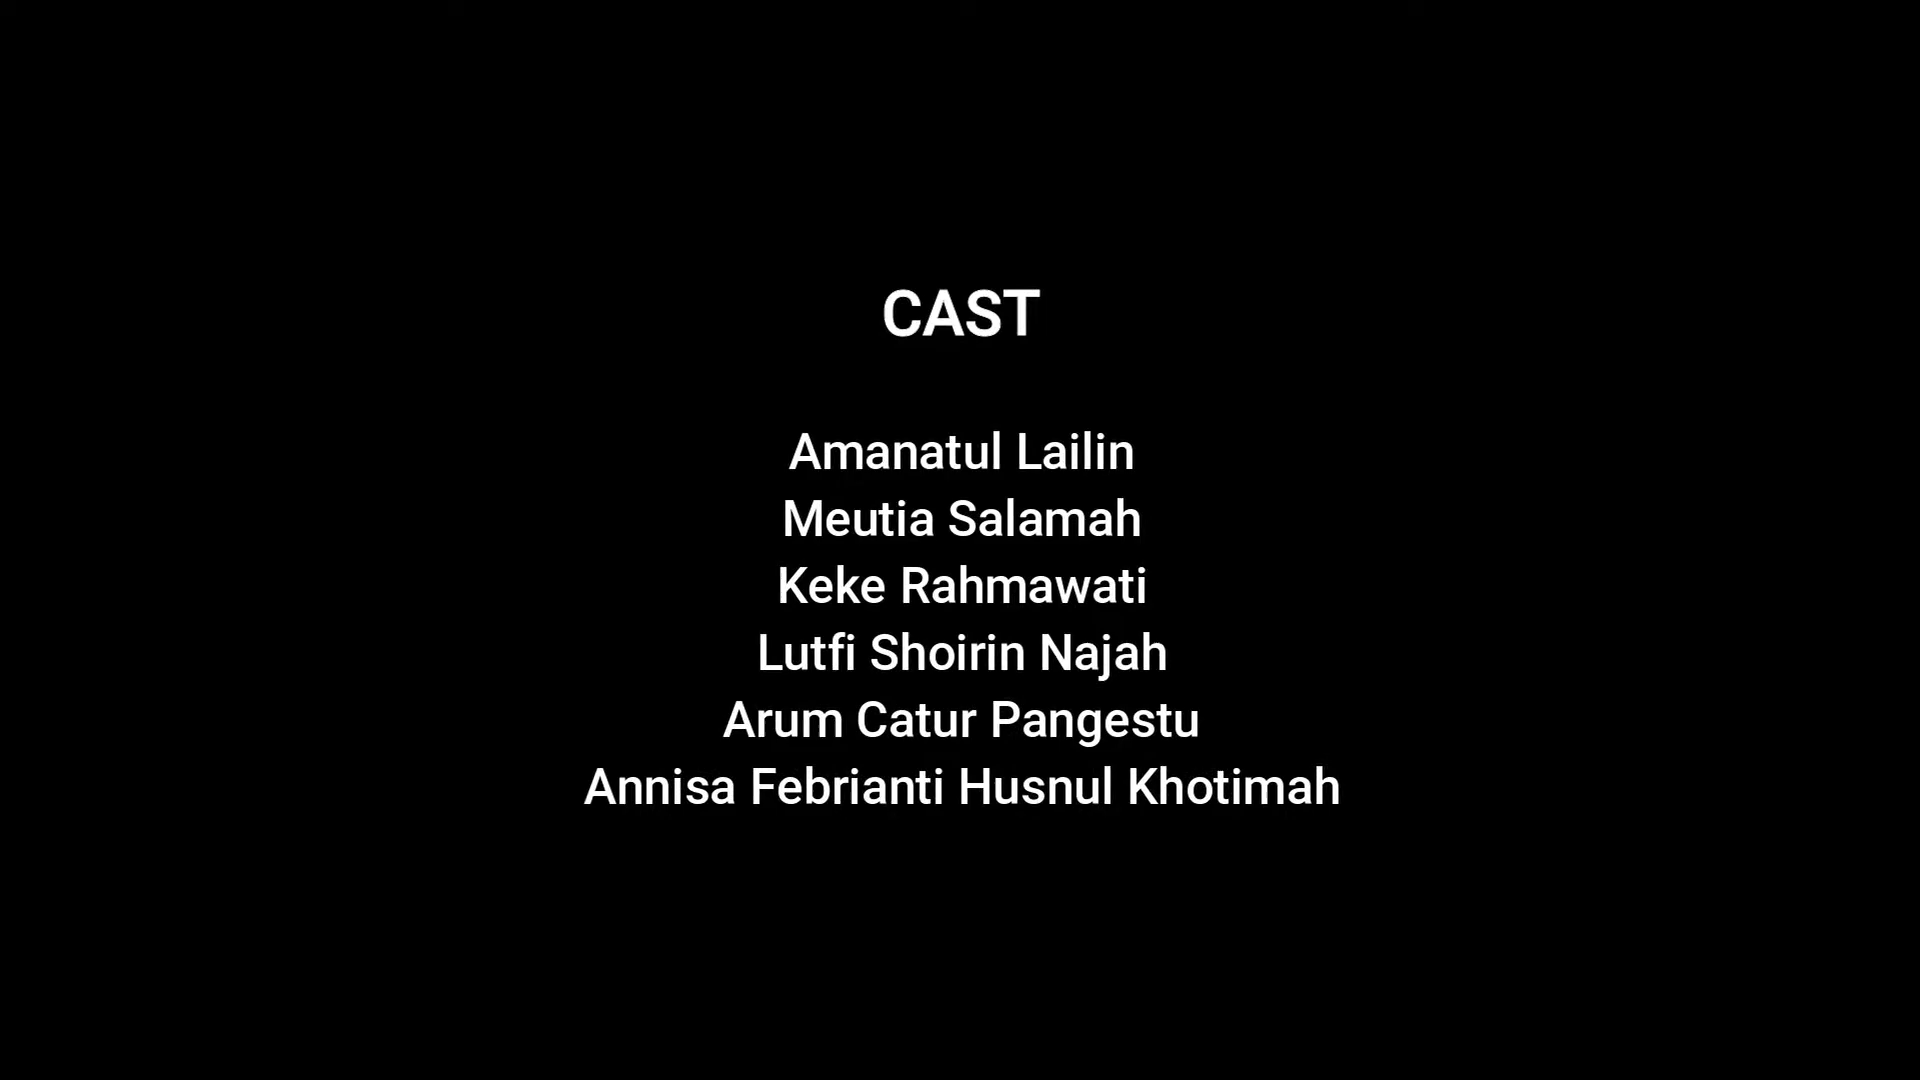 CAST
Amanatul Lailin
Meutia Salamah
Keke Rahmawati
Lutfi Shoirin Najah
Arum Catur Pangestu
Annisa Febrianti Husnul Khotimah